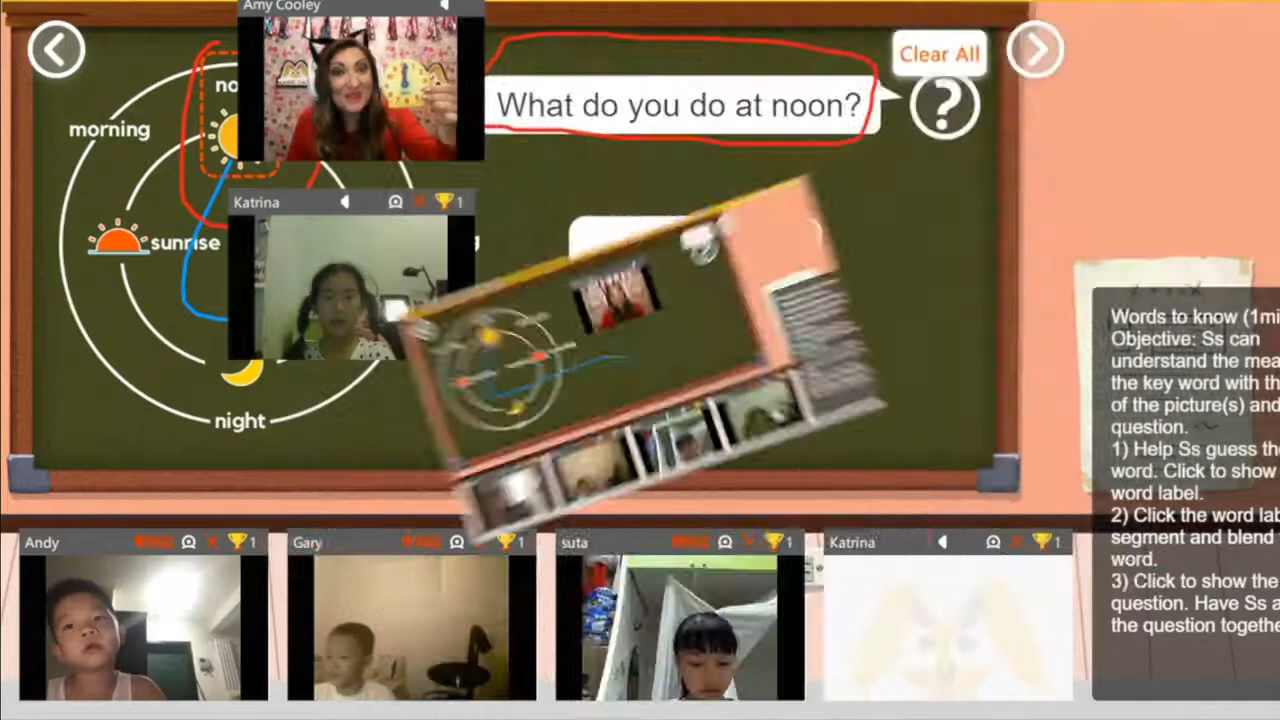 Amy Cooley
no
What do you do at noon?
Clear All
?
morning
Katrina
1
sunrise
g
night
Words to know (1mi
Objective: Ss can
understand the mea
the key word with th
of the picture(s) and
question.
1) Help Ss guess the
word. Click to show
word label.
2) Click the word lab
segment and blend
word.
3) Click to show the
question. Have Ss a
the question togethe
Andy
1
Gary
1
suta
1
Katrina
1